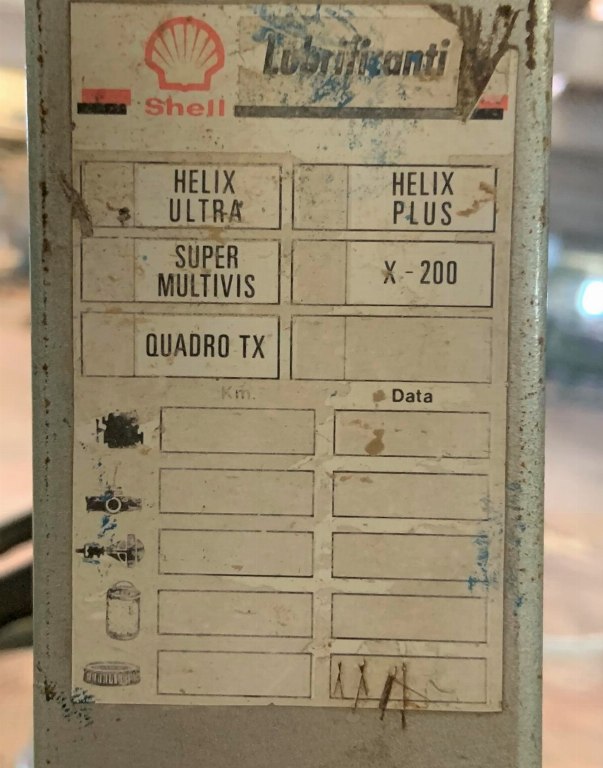 Lubrificanti
Shell
HELIX
ULTRA
HELIX
PLUS
SUPER
MULTIVIS
X-200
QUADRO TX
Km.
Data